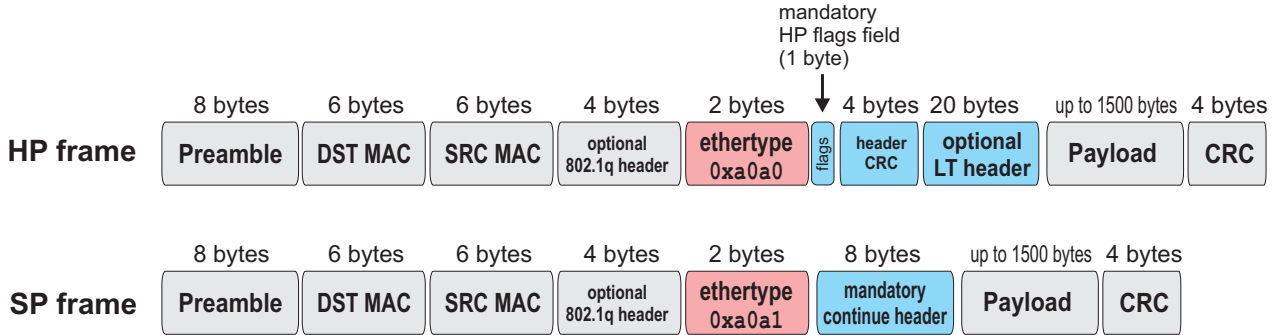 mandatory
HP flags field
(1 byte)
8 bytes 6 bytes 6 bytes 4 bytes 2 bytes 4 bytes 20 bytes up to 1500 bytes 4 bytes
HP frame
Preamble
DST MAC
SRC MAC
optional
802.1q header
ethertype
0xa0a0
flags
header
CRC
optional
LT header
Payload
CRC
8 bytes 6 bytes 6 bytes 4 bytes 2 bytes 8 bytes up to 1500 bytes 4 bytes
SP frame
Preamble
DST MAC
SRC MAC
optional
802.1q header
ethertype
0xa0a1
mandatory
continue header
Payload
CRC